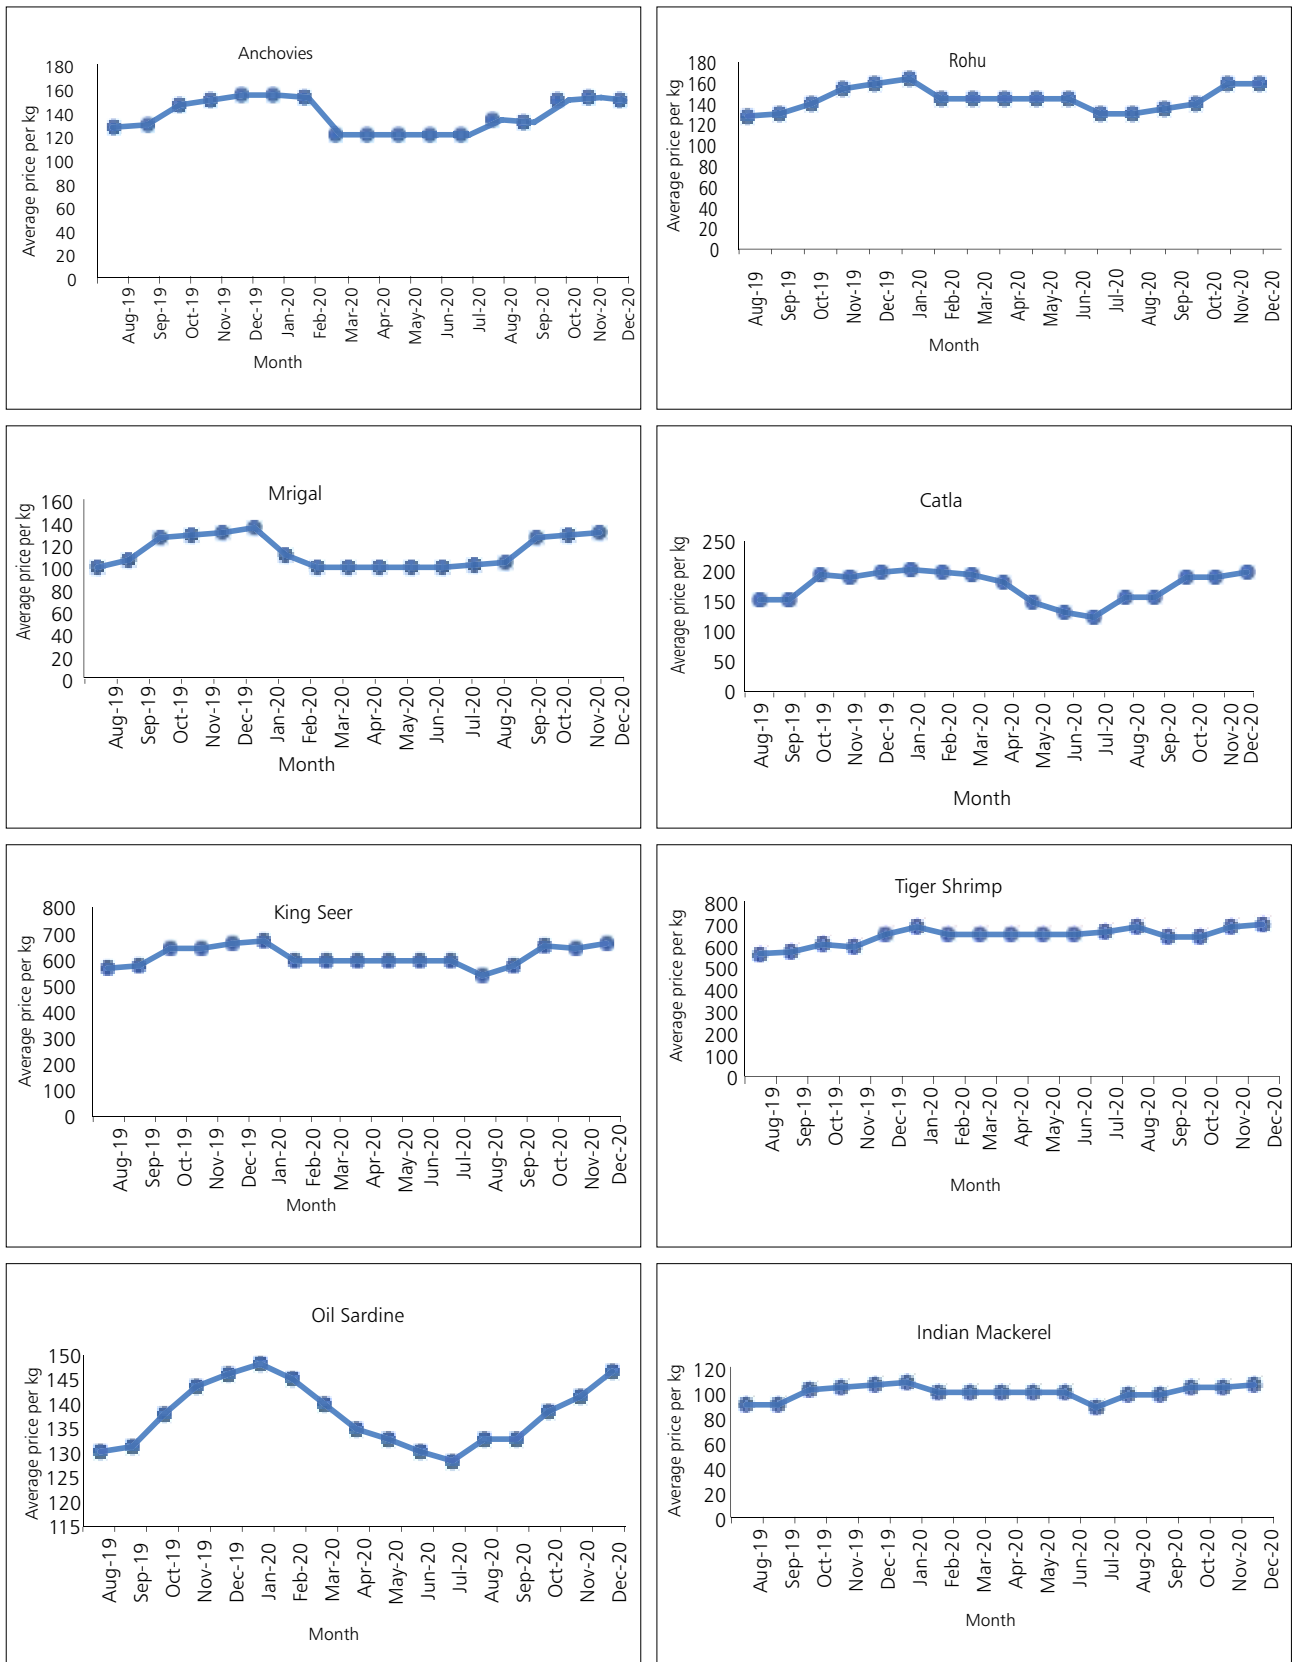 Anchovies
Average price per kg
180
160
140
120
100
80
60
40
20
0
Aug-19 Sep-19 Oct-19 Nov-19 Dec-19 Jan-20 Feb-20 Mar-20 Apr-20 May-20 Jun-20 Jul-20 Aug-20 Sep-20 Oct-20 Nov-20 Dec-20
Month
Rohu
Average price per kg
180
160
140
120
100
80
60
40
20
0
Aug-19 Sep-19 Oct-19 Nov-19 Dec-19 Jan-20 Feb-20 Mar-20 Apr-20 May-20 Jun-20 Jul-20 Aug-20 Sep-20 Oct-20 Nov-20 Dec-20
Month
Mrigal
Average price per kg
160
140
120
100
80
60
40
20
0
Aug-19 Sep-19 Oct-19 Nov-19 Dec-19 Jan-20 Feb-20 Mar-20 Apr-20 May-20 Jun-20 Jul-20 Aug-20 Sep-20 Oct-20 Nov-20 Dec-20
Month
Catla
Average price per kg
250
200
150
100
50
0
Aug-19 Sep-19 Oct-19 Nov-19 Dec-19 Jan-20 Feb-20 Mar-20 Apr-20 May-20 Jun-20 Jul-20 Aug-20 Sep-20 Oct-20 Nov-20 Dec-20
Month
King Seer
Average price per kg
800
700
600
500
400
300
200
100
0
Aug-19 Sep-19 Oct-19 Nov-19 Dec-19 Jan-20 Feb-20 Mar-20 Apr-20 May-20 Jun-20 Jul-20 Aug-20 Sep-20 Oct-20 Nov-20 Dec-20
Month
Tiger Shrimp
Average price per kg
800
700
600
500
400
300
200
100
0
Aug-19 Sep-19 Oct-19 Nov-19 Dec-19 Jan-20 Feb-20 Mar-20 Apr-20 May-20 Jun-20 Jul-20 Aug-20 Sep-20 Oct-20 Nov-20 Dec-20
Month
Oil Sardine
Average price per kg
150
145
140
135
130
125
120
115
Aug-19 Sep-19 Oct-19 Nov-19 Dec-19 Jan-20 Feb-20 Mar-20 Apr-20 May-20 Jun-20 Jul-20 Aug-20 Sep-20 Oct-20 Nov-20 Dec-20
Month
Indian Mackerel
Average price per kg
120
100
80
60
40
20
0
Aug-19 Sep-19 Oct-19 Nov-19 Dec-19 Jan-20 Feb-20 Mar-20 Apr-20 May-20 Jun-20 Jul-20 Aug-20 Sep-20 Oct-20 Nov-20 Dec-20
Month